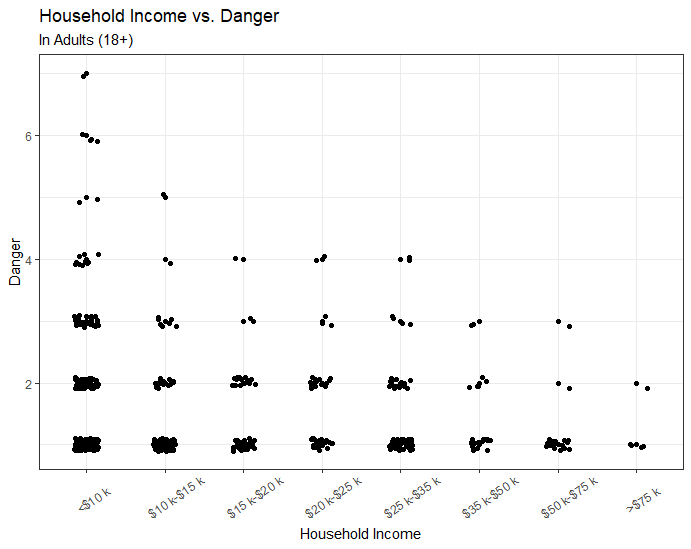 Household Income vs. Danger
In Adults (18+)
6
4
2
Danger
<$10 k
$10 k-$15 k
$15 k-$20 k
$20 k-$25 k
$25 k-$35 k
$35 k-$50 k
$50 k-$75 k
>$75 k
Household Income